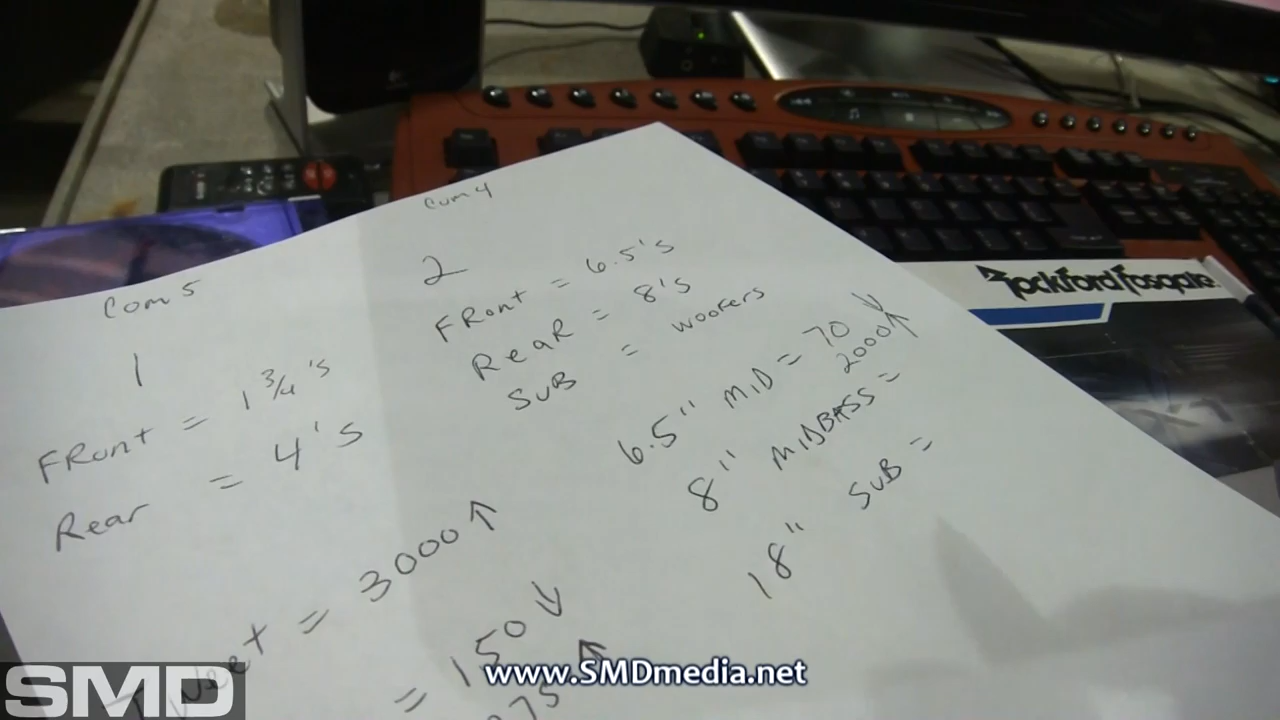 Com 5
1
FRont = 1 3/4's
Rear = 4's
Tweet = 3000 ↑
= 150 ↓
Com 4
2
FRont = 6.5's
ReaR = 8's
SuB = woofers
6.5" MID = 70 ↓
2000 ↑
8" MIDBASS =
18" SuB =
Rockford Fosgate
SMD
www.SMDmedia.net